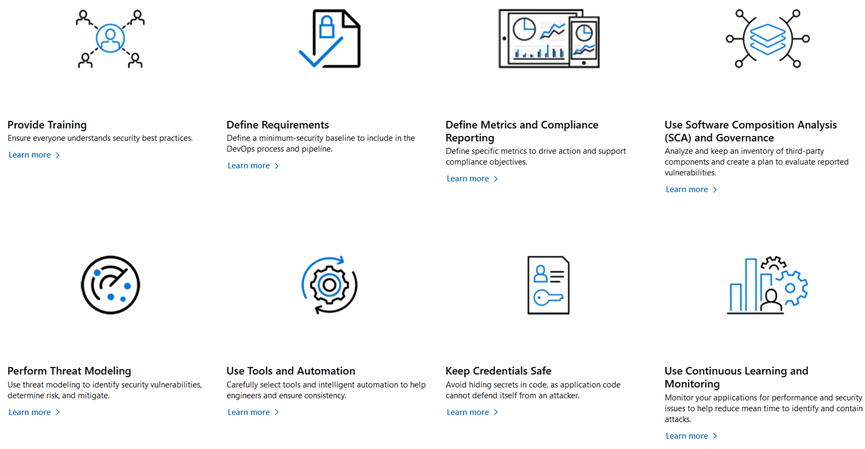 Provide Training
Ensure everyone understands security best practices.
Learn more
Define Requirements
Define a minimum-security baseline to include in the
DevOps process and pipeline.
Learn more
Define Metrics and Compliance
Reporting
Define specific metrics to drive action and support
compliance objectives.
Learn more
Use Software Composition Analysis
(SCA) and Governance
Analyze and keep an inventory of third-party
components and create a plan to evaluate reported
vulnerabilities.
Learn more
Perform Threat Modeling
Use threat modeling to identify security vulnerabilities,
determine risk, and mitigate.
Learn more
Use Tools and Automation
Carefully select tools and intelligent automation to help
engineers and ensure consistency.
Learn more
Keep Credentials Safe
Avoid hiding secrets in code, as application code
cannot defend itself from an attacker.
Learn more
Use Continuous Learning and
Monitoring
Monitor your applications for performance and security
issues to help reduce mean time to identify and contain
attacks.
Learn more